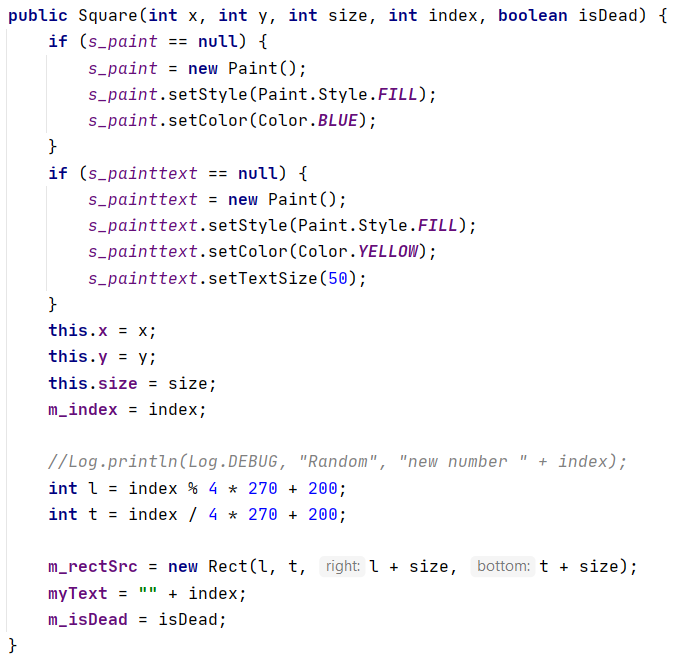 public Square(int x, int y, int size, int index, boolean isDead) {
    if (s_paint == null) {
        s_paint = new Paint();
        s_paint.setStyle(Paint.Style.FILL);
        s_paint.setColor(Color.BLUE);
    }
    if (s_painttext == null) {
        s_painttext = new Paint();
        s_painttext.setStyle(Paint.Style.FILL);
        s_painttext.setColor(Color.YELLOW);
        s_painttext.setTextSize(50);
    }
    this.x = x;
    this.y = y;
    this.size = size;
    m_index = index;

    //Log.println(Log.DEBUG, "Random", "new number " + index);
    int l = index % 4 * 270 + 200;
    int t = index / 4 * 270 + 200;

    m_rectSrc = new Rect(l, t, right: l + size, bottom: t + size);
    myText = "" + index;
    m_isDead = isDead;
}